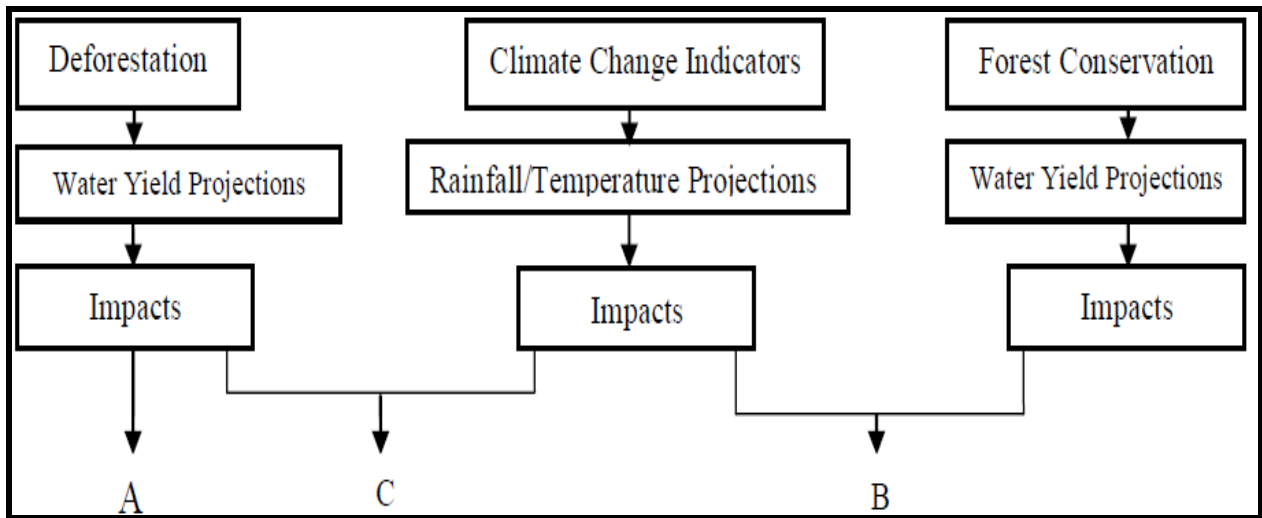 Deforestation
Climate Change Indicators
Forest Conservation
Water Yield Projections
Rainfall/Temperature Projections
Water Yield Projections
Impacts
Impacts
Impacts
A
C
B